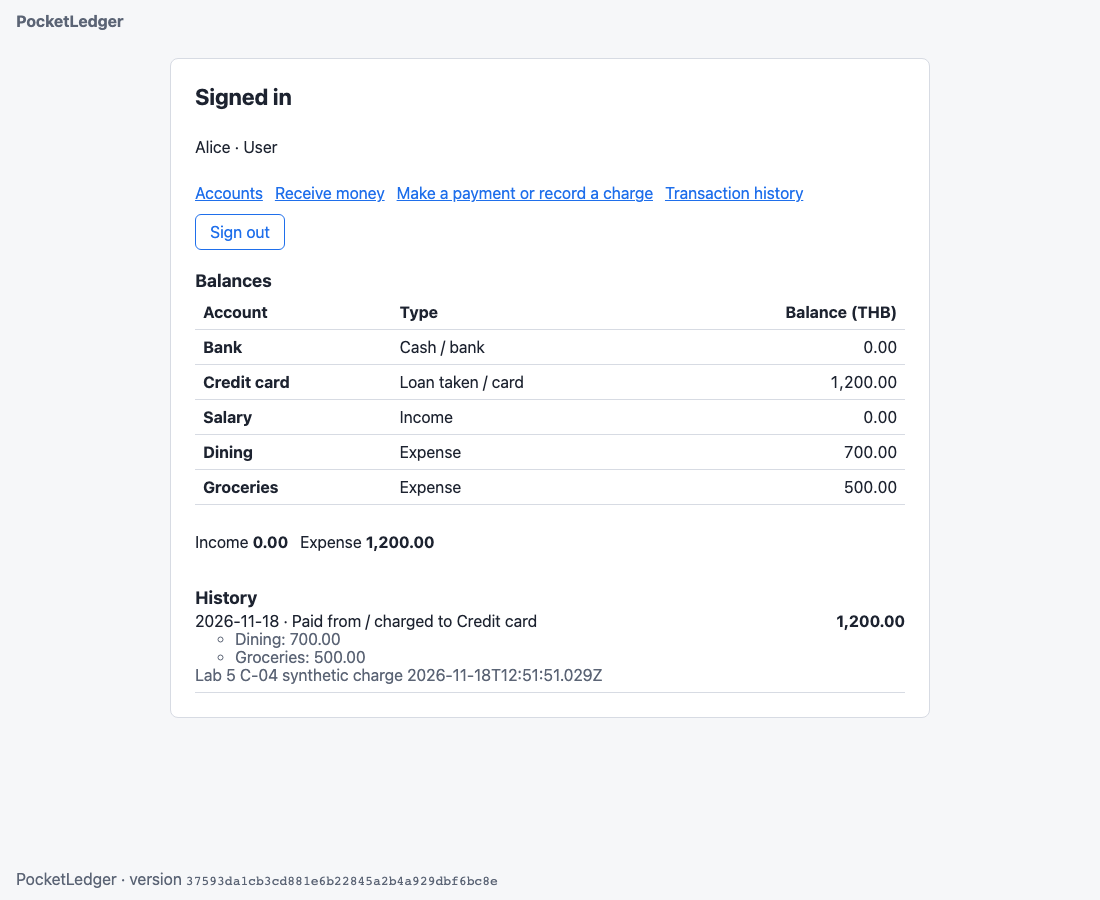 PocketLedger
Signed in
Alice · User
Accounts Receive money Make a payment or record a charge Transaction history
Sign out
Balances
Account Type Balance (THB)
Bank Cash / bank 0.00
Credit card Loan taken / card 1,200.00
Salary Income 0.00
Dining Expense 700.00
Groceries Expense 500.00
Income 0.00 Expense 1,200.00
History
2026-11-18 · Paid from / charged to Credit card 1,200.00
Dining: 700.00
Groceries: 500.00
Lab 5 C-04 synthetic charge 2026-11-18T12:51:51.029Z
PocketLedger · version 37593da1cb3cd881e6b22845a2b4a929dbf6bc8e